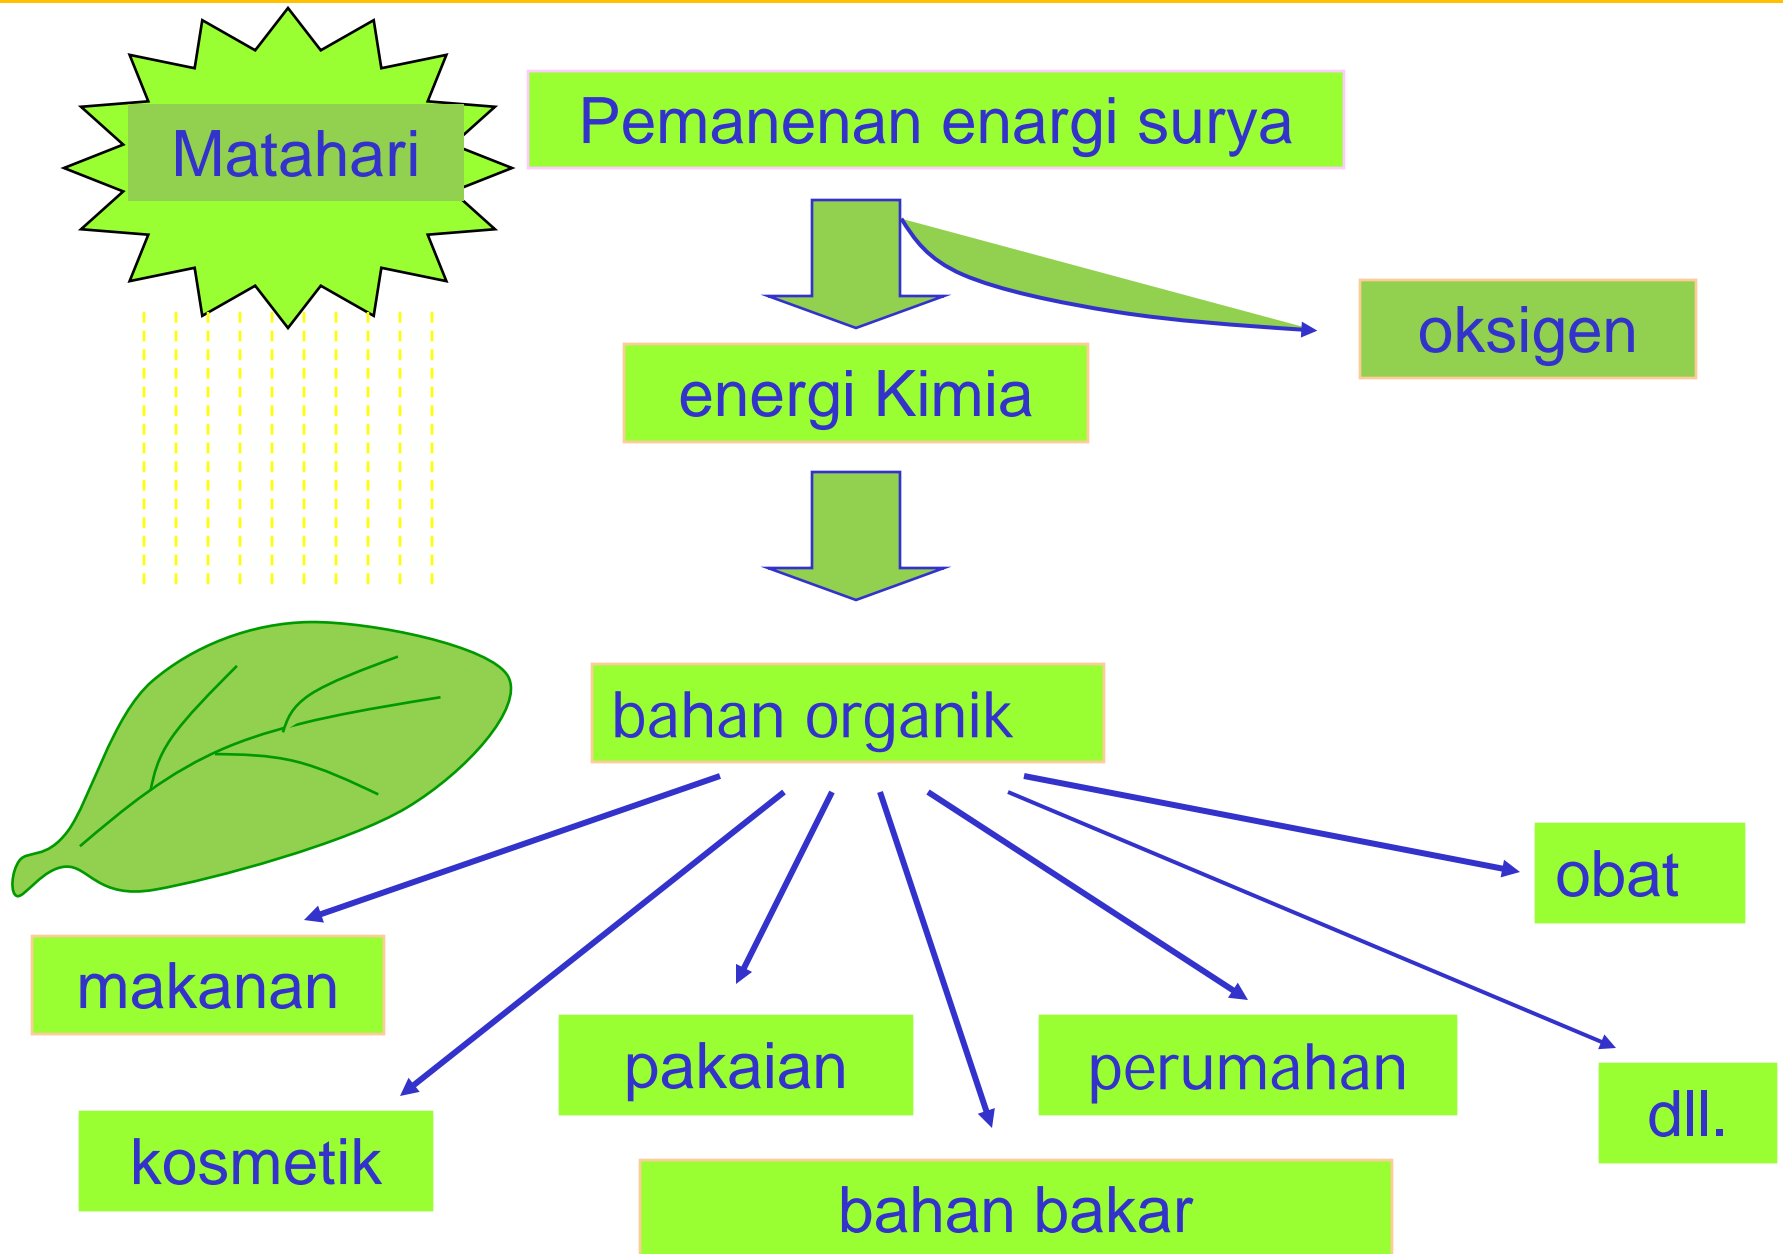 Matahari
Pemanenan enargi surya
oksigen
energi Kimia
bahan organik
obat
makanan
pakaian
perumahan
dll.
kosmetik
bahan bakar